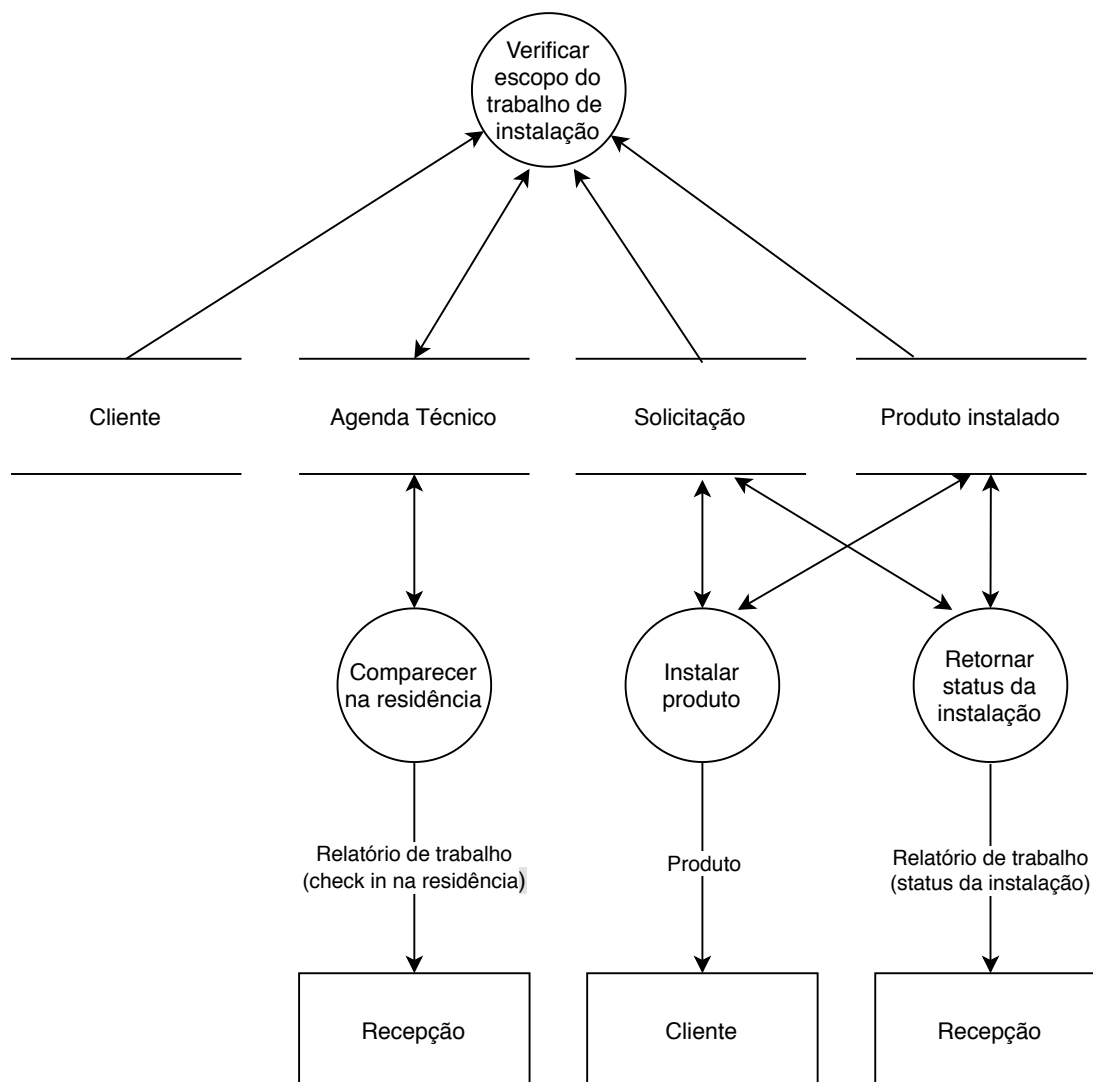 Verificar
escopo do
trabalho de
instalação
Cliente
Agenda Técnico
Solicitação
Produto instalado
Comparecer
na residência
Instalar
produto
Retornar
status da
instalação
Relatório de trabalho
(check in na residência)
Produto
Relatório de trabalho
(status da instalação)
Recepção
Cliente
Recepção